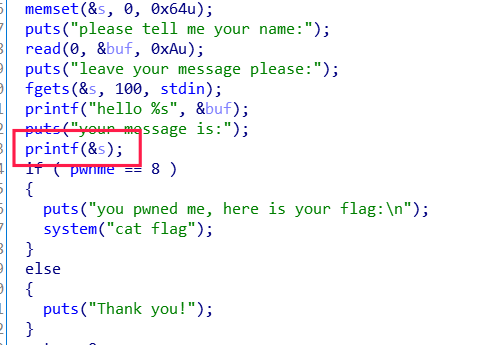 memset(&s, 0, 0x64u);
puts("please tell me your name:");
read(0, &buf, 0xAu);
puts("leave your message please:");
fgets(&s, 100, stdin);
printf("hello %s", &buf);
puts("your message is:");
printf(&s);
if ( pwnme == 8 )
{
puts("you pwned me, here is your flag:\n");
system("cat flag");
}
else
{
puts("Thank you!");
}